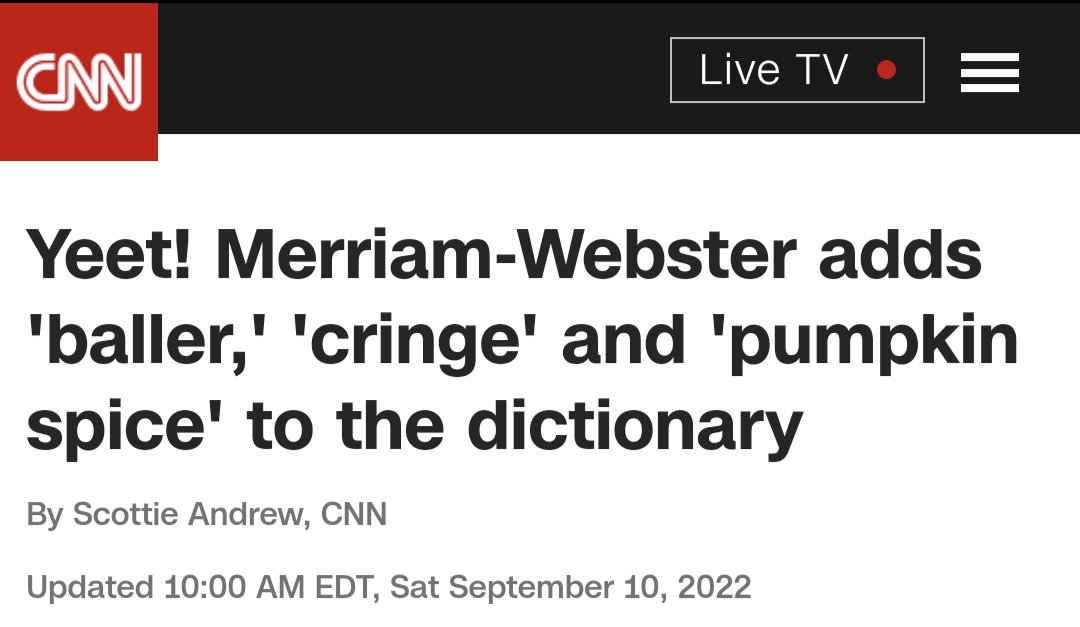 CNN
Live TV
Yeet! Merriam-Webster adds
'baller,' 'cringe' and 'pumpkin
spice' to the dictionary
By Scottie Andrew, CNN
Updated 10:00 AM EDT, Sat September 10, 2022